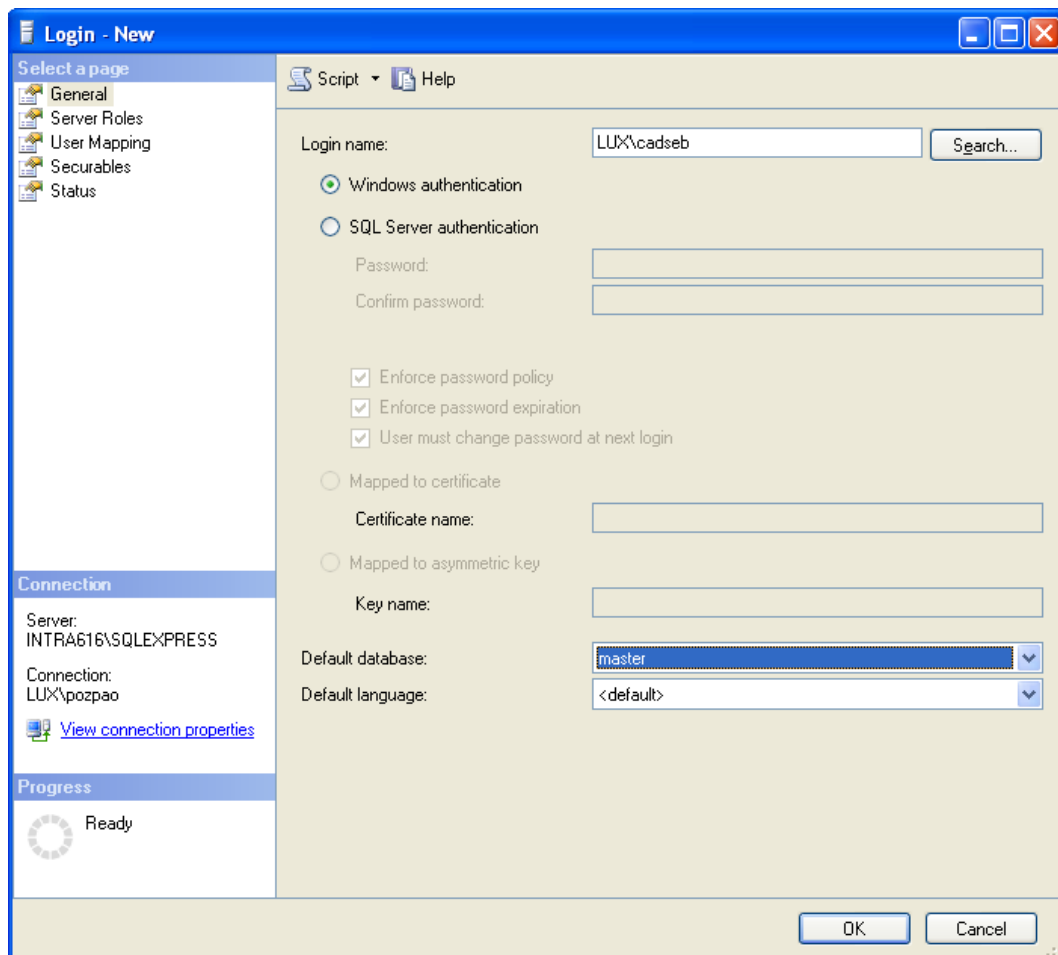 Login - New
Select a page
General
Server Roles
User Mapping
Securables
Status
Script
Help
Login name:
LUX\cadseb
Search...
Windows authentication
SQL Server authentication
Password:
Confirm password:
Enforce password policy
Enforce password expiration
User must change password at next login
Mapped to certificate
Certificate name:
Mapped to asymmetric key
Key name:
Default database:
master
Default language:
<default>
Connection
Server:
INTRA616\SQLEXPRESS
Connection:
LUX\pozpao
View connection properties
Progress
Ready
OK
Cancel